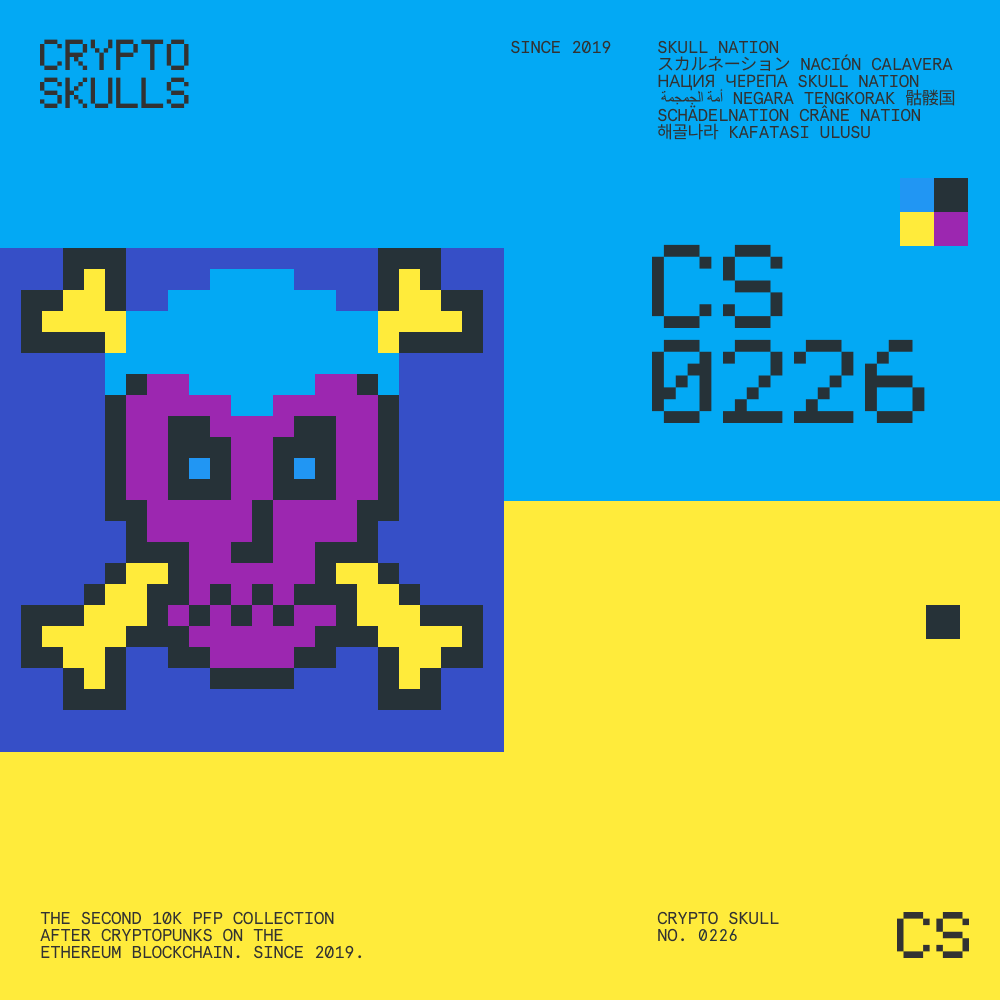 CRYPTO
SKULLS
SINCE 2019
SKULL NATION
スカルネーション NACIÓN CALAVERA
НАЦИЯ ЧЕРЕПА SKULL NATION
أمة الجمجمة NEGARA TENGKORAK 骷髅国
SCHÄDELNATION CRÂNE NATION
해골나라 KAFATASI ULUSU
CS
0226
THE SECOND 10K PFP COLLECTION
AFTER CRYPTOPUNKS ON THE
ETHEREUM BLOCKCHAIN. SINCE 2019.
CRYPTO SKULL
NO. 0226
CS